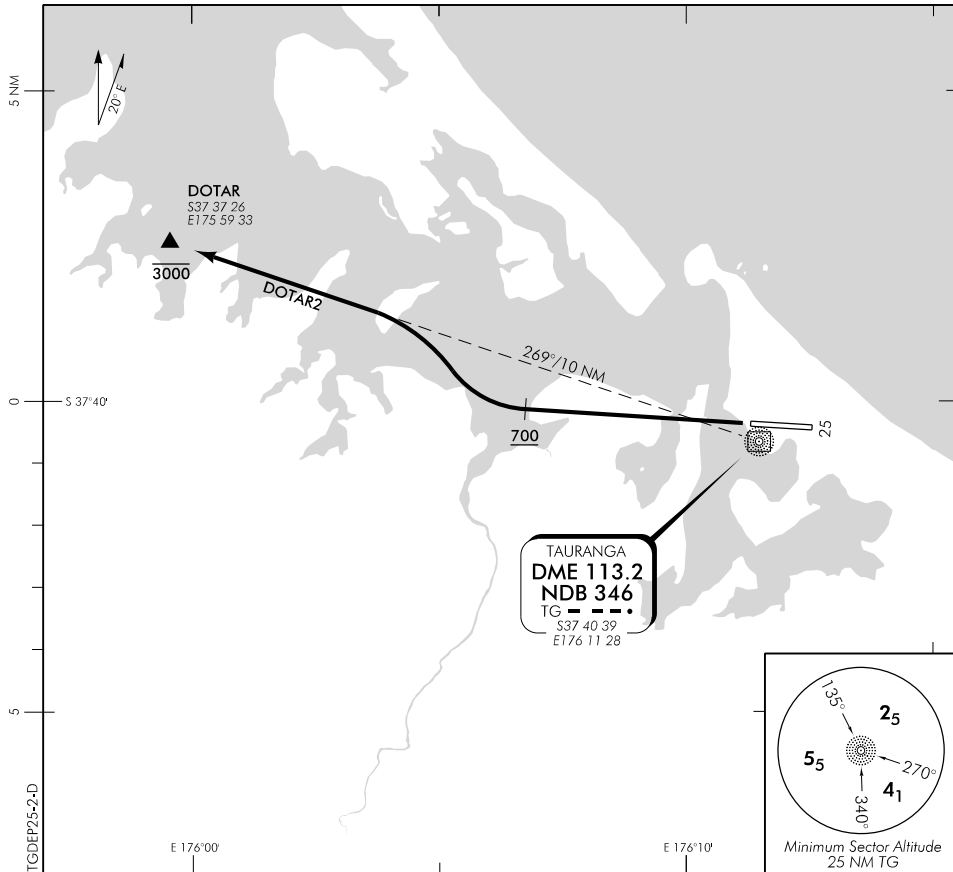 5 NM
20° E
DOTAR
S37 37 26
E175 59 33
3000
DOTAR2
269°/10 NM
0
S 37°40'
25
700
TAURANGA
DME 113.2
NDB 346
TG
S37 40 39
E176 11 28
5
135°
25
55
270°
41
340°
Minimum Sector Altitude
25 NM TG
E 176°00'
E 176°10'
TGDEP25-2-D